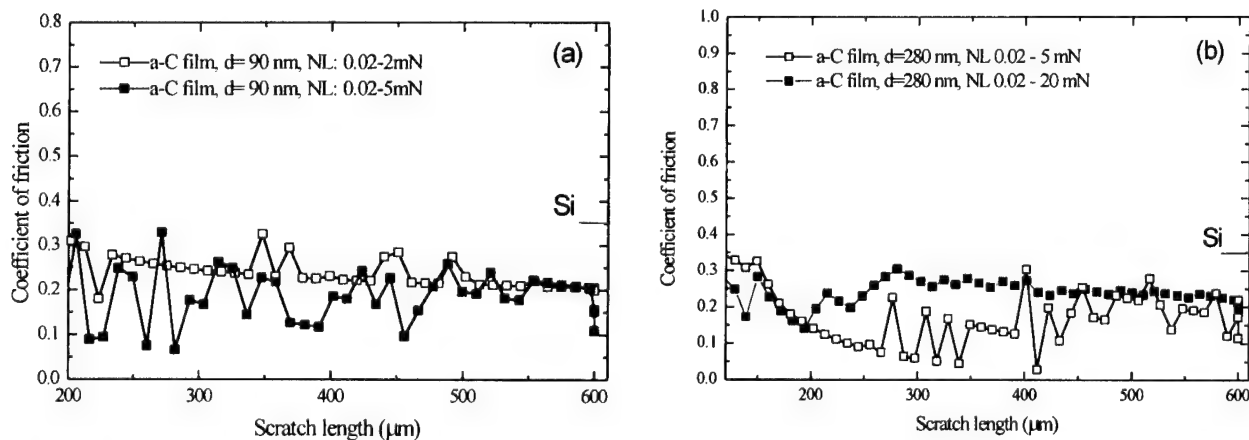 (a)
a-C film, d= 90 nm, NL: 0.02-2mN
a-C film, d= 90 nm, NL: 0.02-5mN
0.8
0.7
0.6
0.5
0.4
0.3
0.2
0.1
0.0
Coefficient of friction
Si
200
300
400
500
600
Scratch length (μm)
(b)
a-C film, d=280 nm, NL 0.02 - 5 mN
a-C film, d=280 nm, NL 0.02 - 20 mN
1.0
0.9
0.8
0.7
0.6
0.5
0.4
0.3
0.2
0.1
0.0
Coefficient of friction
Si
200
300
400
500
600
Scratch length (μm)